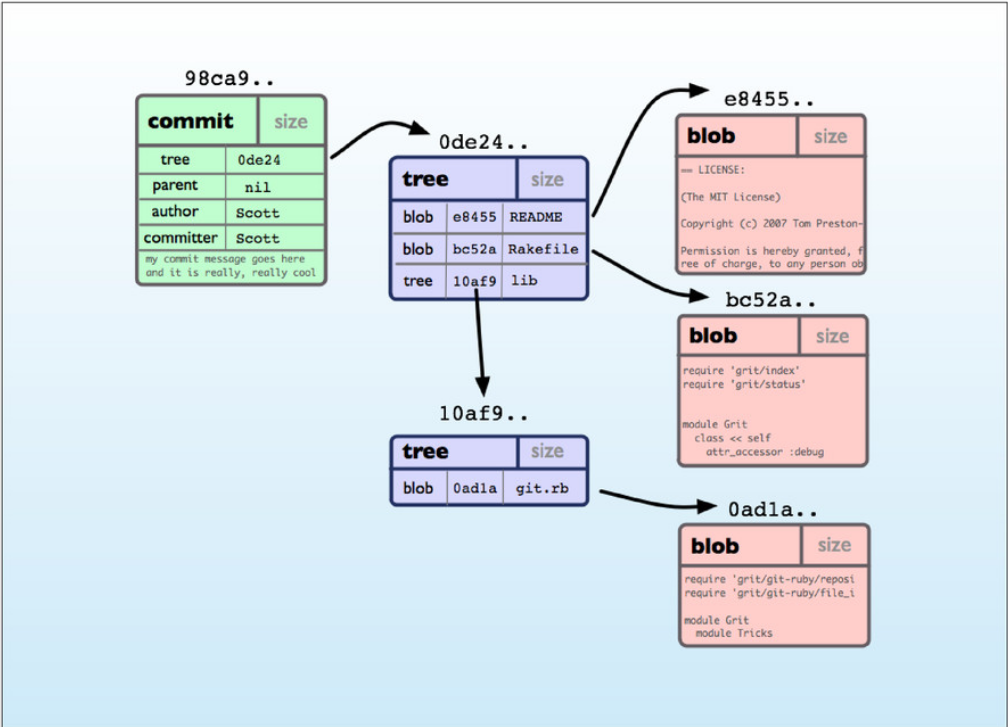 98ca9..
commit size
tree 0de24
parent nil
author Scott
committer Scott
my commit message goes here
and it is really, really cool
0de24..
tree size
blob e8455 README
blob bc52a Rakefile
tree 10af9 lib
10af9..
tree size
blob 0ad1a git.rb
e8455..
blob size
== LICENSE:
(The MIT License)
Copyright (c) 2007 Tom Preston-
Permission is hereby granted, f
ree of charge, to any person ob
bc52a..
blob size
require 'grit/index'
require 'grit/status'
module Grit
class << self
attr_accessor :debug
0ad1a..
blob size
require 'grit/git-ruby/reposi
require 'grit/git-ruby/file_i
module Grit
module Tricks